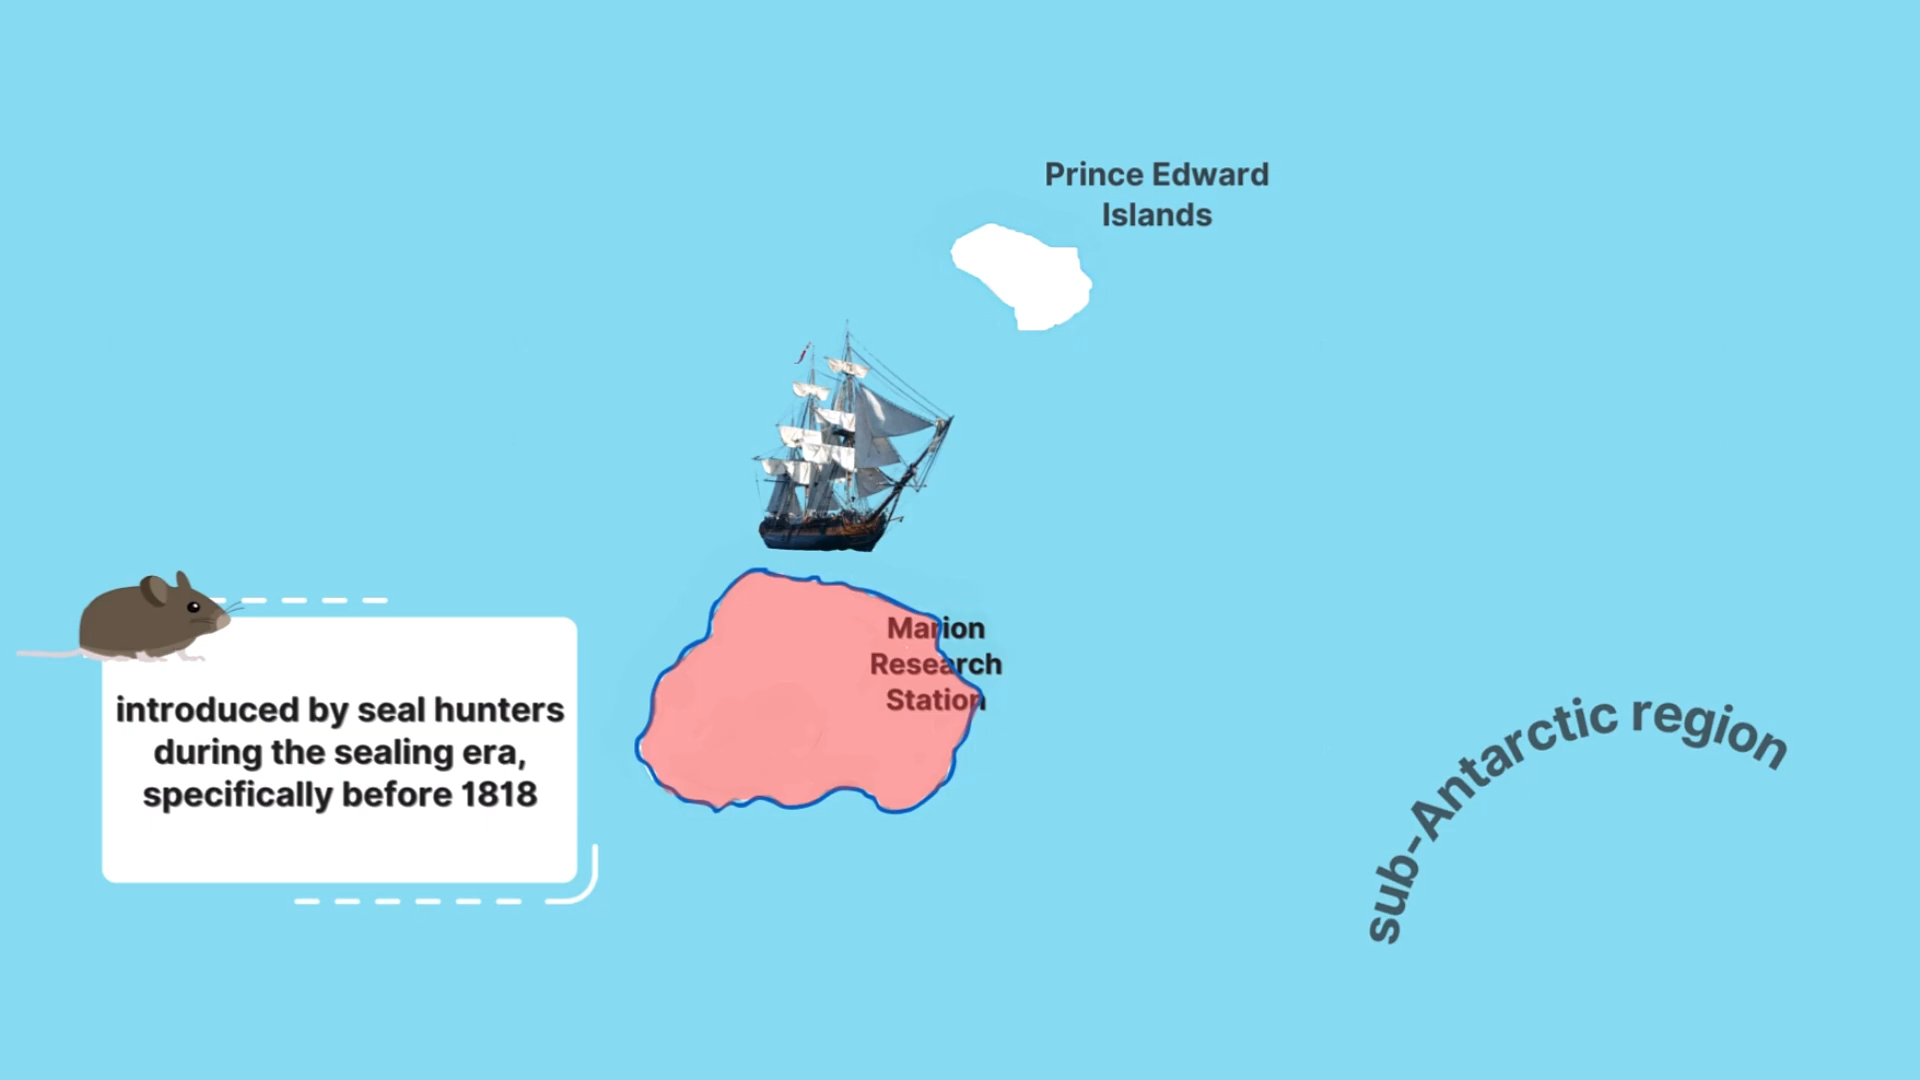 Prince Edward
Islands
Marion
Research
Station
introduced by seal hunters
during the sealing era,
specifically before 1818
sub-Antarctic region